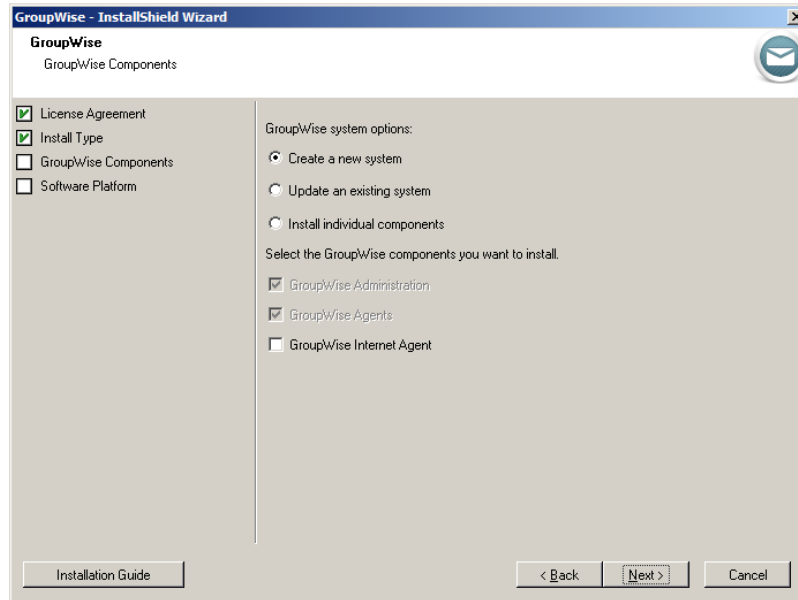 GroupWise - InstallShield Wizard
GroupWise
GroupWise Components
License Agreement
Install Type
GroupWise Components
Software Platform
GroupWise system options:
Create a new system
Update an existing system
Install individual components
Select the GroupWise components you want to install.
GroupWise Administration
GroupWise Agents
GroupWise Internet Agent
Installation Guide
< Back
Next >
Cancel